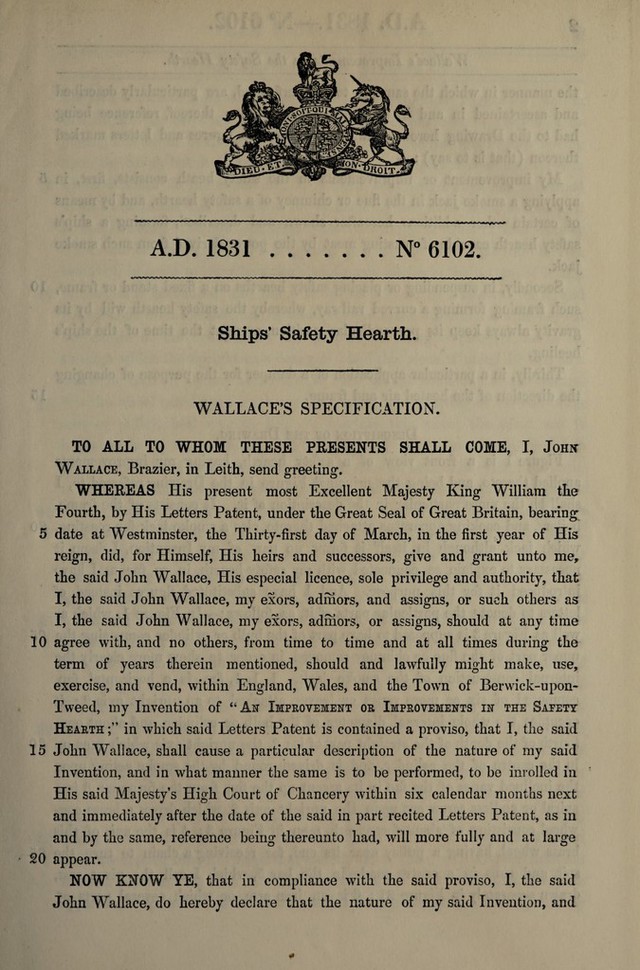 DIEU · ET · MON · DROIT ·
A.D. 1831 . . . . . . . . Nº 6102.
Ships' Safety Hearth.
WALLACE'S SPECIFICATION.
TO ALL TO WHOM THESE PRESENTS SHALL COME, I, JOHN
WALLACE, Brazier, in Leith, send greeting.
WHEREAS His present most Excellent Majesty King William the
Fourth, by His Letters Patent, under the Great Seal of Great Britain, bearing
5 date at Westminster, the Thirty-first day of March, in the first year of His
reign, did, for Himself, His heirs and successors, give and grant unto me,
the said John Wallace, His especial licence, sole privilege and authority, that
I, the said John Wallace, my exors, adm̃ors, and assigns, or such others as
I, the said John Wallace, my exors, adm̃ors, or assigns, should at any time
10 agree with, and no others, from time to time and at all times during the
term of years therein mentioned, should and lawfully might make, use,
exercise, and vend, within England, Wales, and the Town of Berwick-upon-
Tweed, my Invention of "AN IMPROVEMENT OR IMPROVEMENTS IN THE SAFETY
HEARTH;" in which said Letters Patent is contained a proviso, that I, the said
15 John Wallace, shall cause a particular description of the nature of my said
Invention, and in what manner the same is to be performed, to be inrolled in
His said Majesty's High Court of Chancery within six calendar months next
and immediately after the date of the said in part recited Letters Patent, as in
and by the same, reference being thereunto had, will more fully and at large
20 appear.
NOW KNOW YE, that in compliance with the said proviso, I, the said
John Wallace, do hereby declare that the nature of my said Invention, and